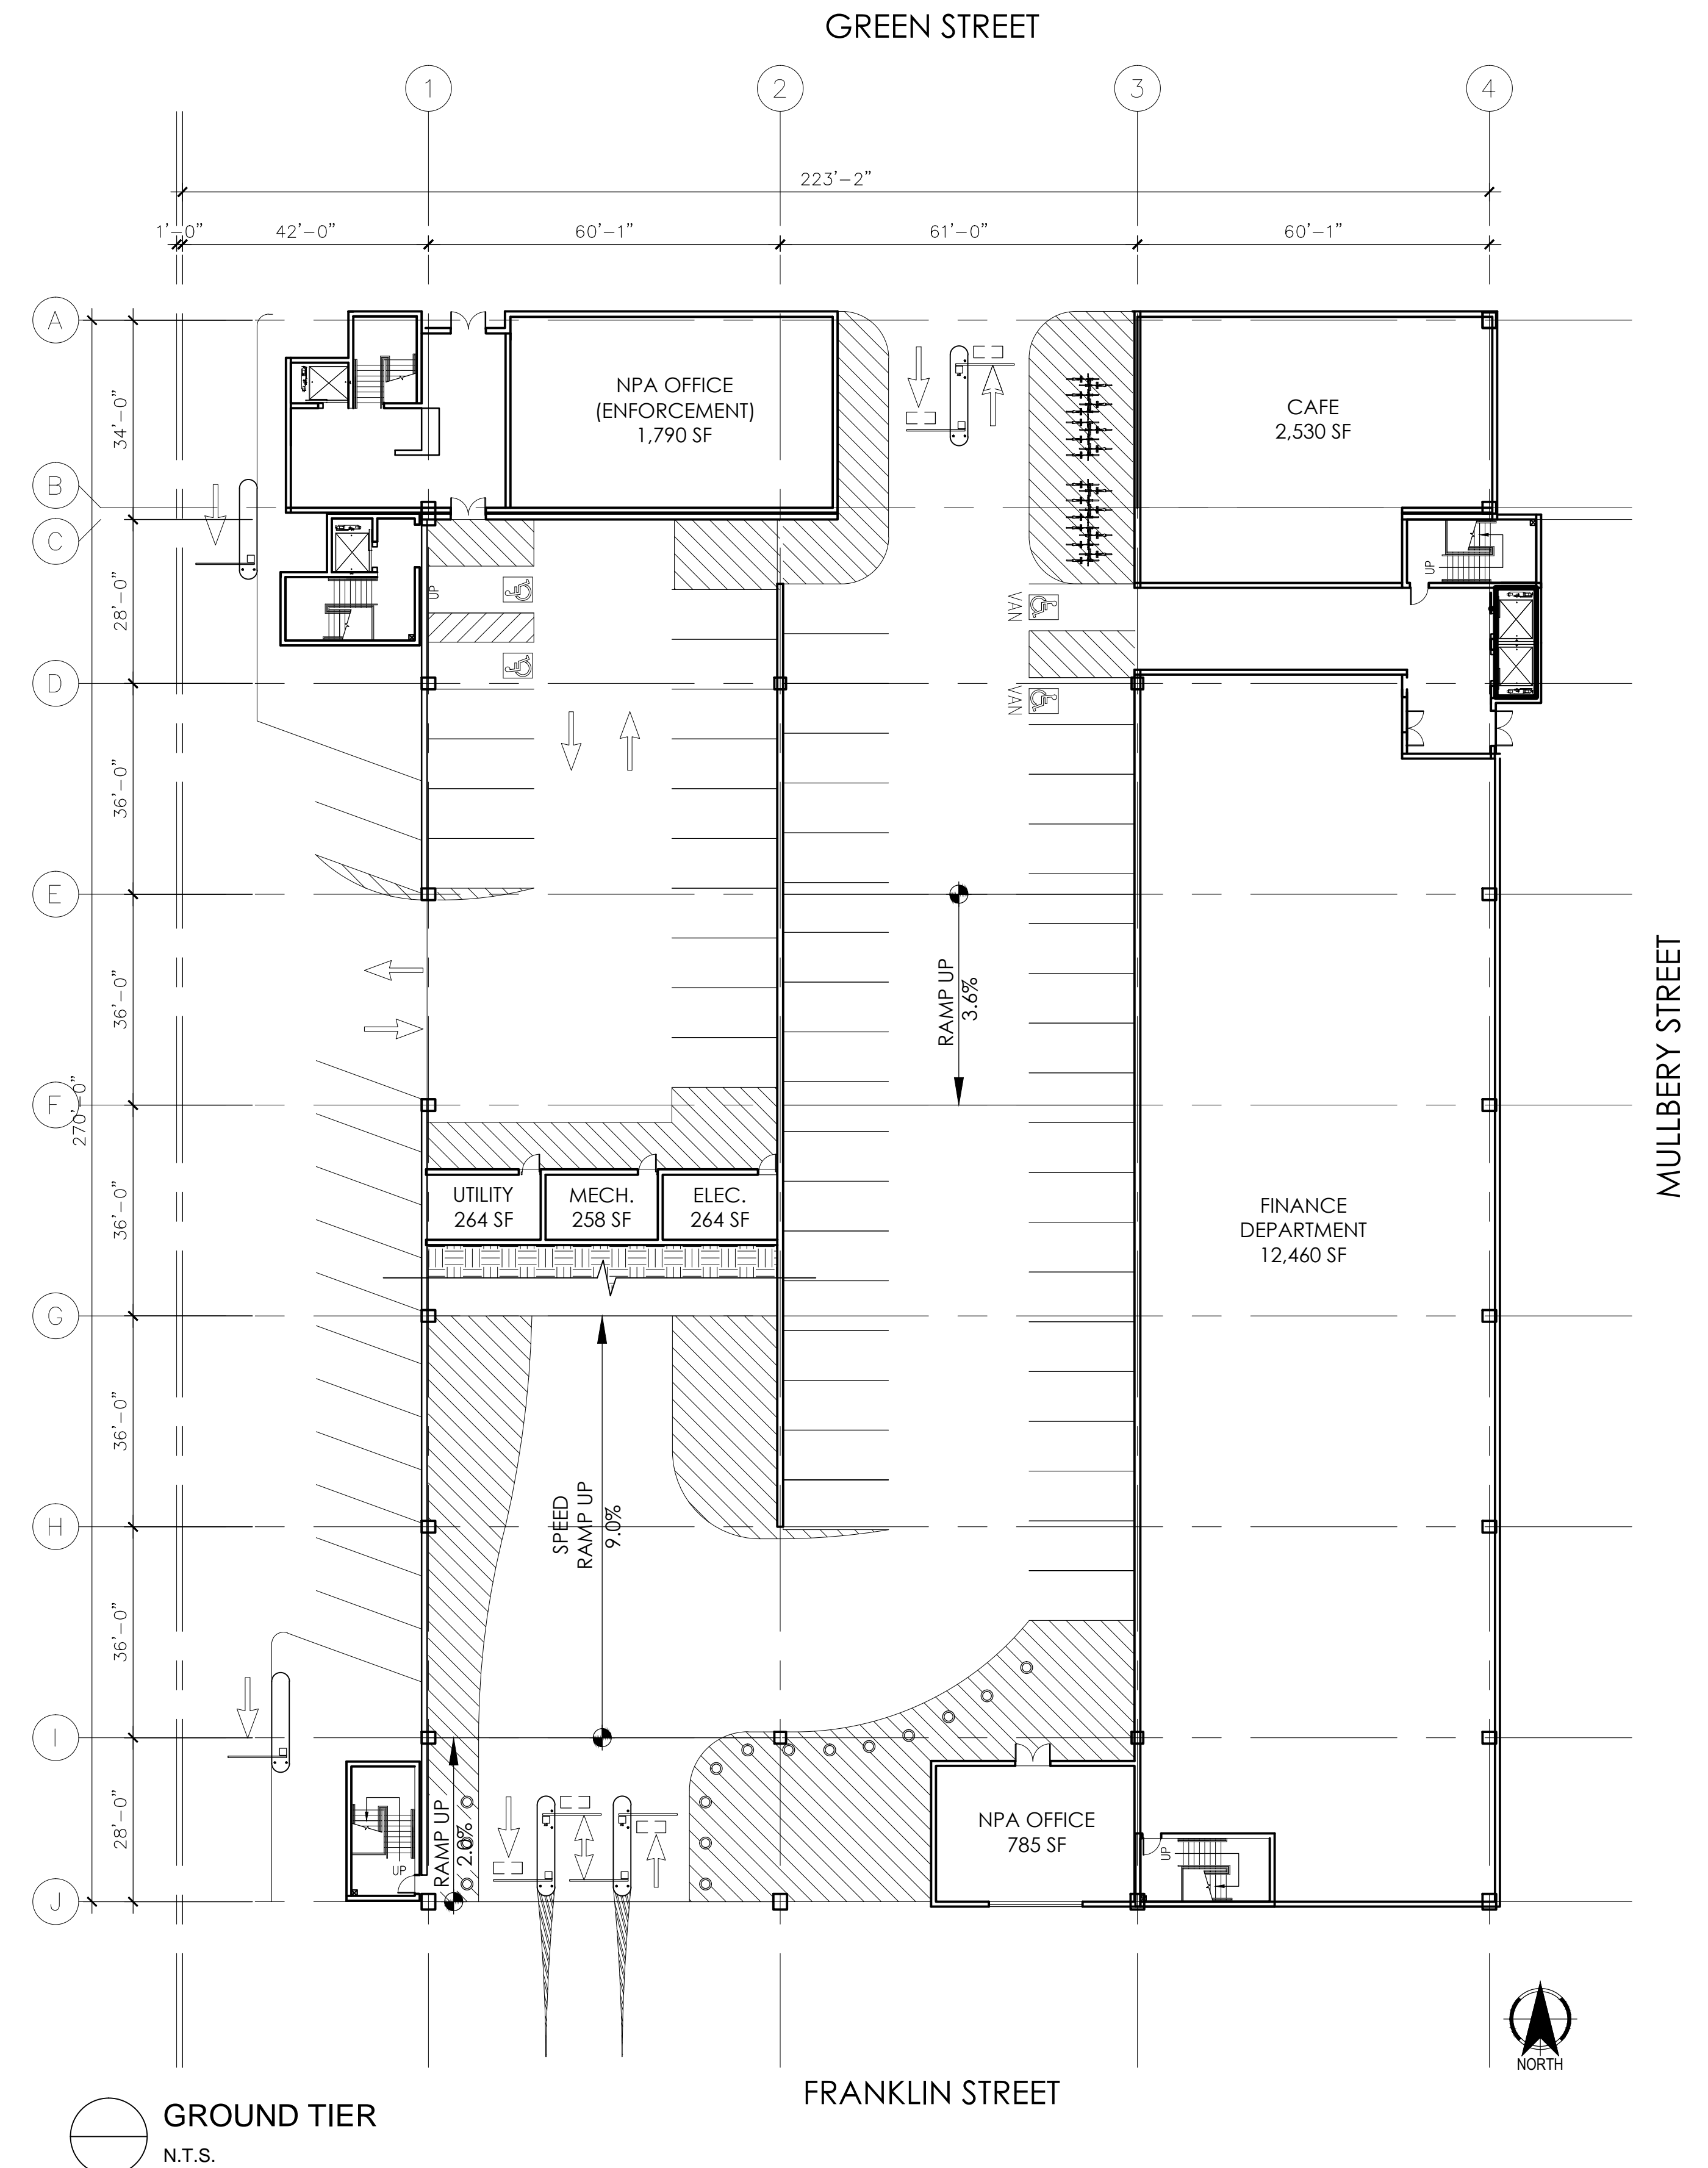 GREEN STREET
1
2
3
4
223'-2"
1'-0"
42'-0"
60'-1"
61'-0"
60'-1"
A
34'-0"
NPA OFFICE
(ENFORCEMENT)
1,790 SF
CAFE
2,530 SF
B
C
UP
28'-0"
UP
VAN
D
VAN
36'-0"
E
RAMP UP
3.6%
36'-0"
MULLBERY STREET
F
270'-0"
UTILITY
264 SF
MECH.
258 SF
ELEC.
264 SF
FINANCE
DEPARTMENT
12,460 SF
36'-0"
G
36'-0"
SPEED
RAMP UP
9.0%
H
36'-0"
I
28'-0"
RAMP UP
2.0%
UP
NPA OFFICE
785 SF
UP
J
NORTH
FRANKLIN STREET
GROUND TIER
N.T.S.